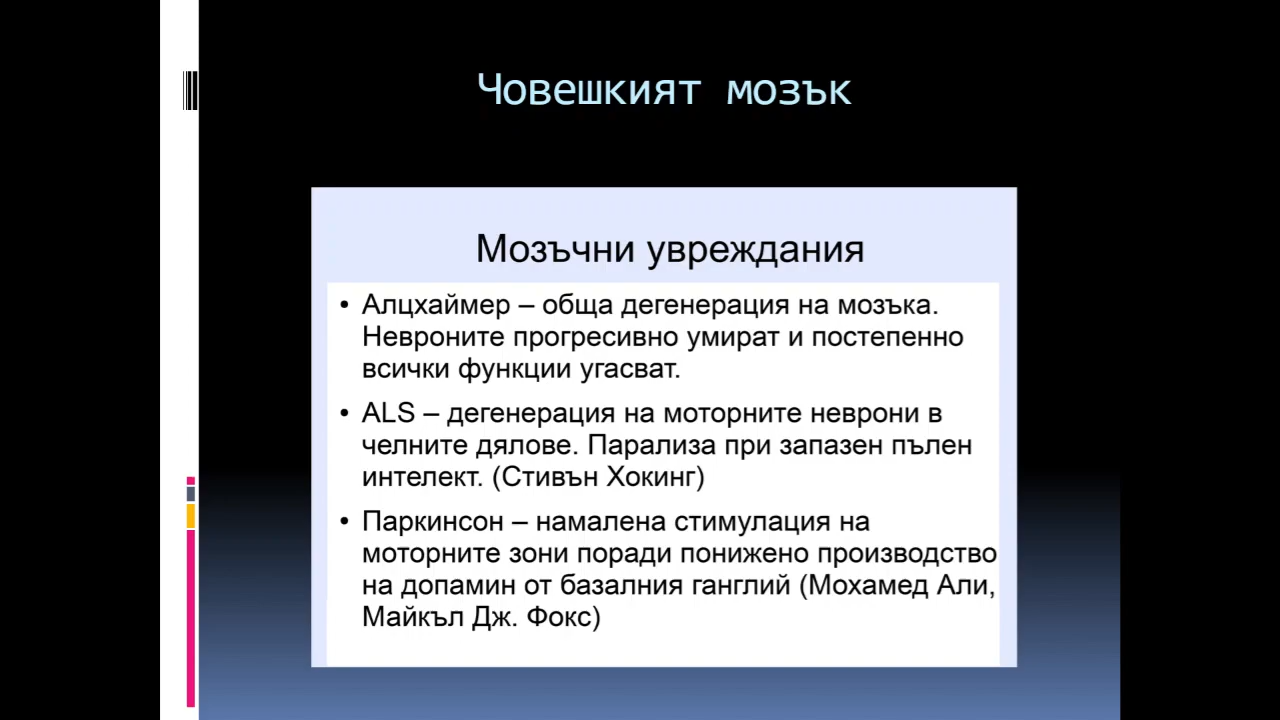 Човешкият мозък
Мозъчни увреждания
• Алцхаймер – обща дегенерация на мозъка.
Невроните прогресивно умират и постепенно
всички функции угасват.
• ALS – дегенерация на моторните неврони в
челните дялове. Парализа при запазен пълен
интелект. (Стивън Хокинг)
• Паркинсон – намалена стимулация на
моторните зони поради понижено производство
на допамин от базалния ганглий (Мохамед Али,
Майкъл Дж. Фокс)